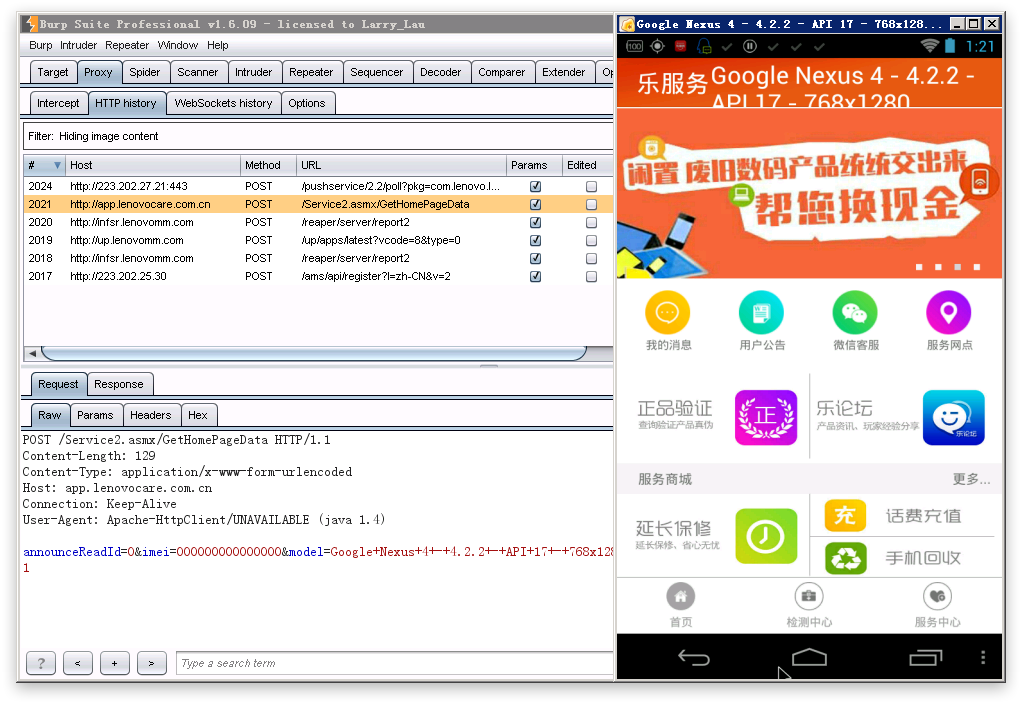 Burp Suite Professional v1.6.09 - licensed to Larry_Lau
Burp Intruder Repeater Window Help
Target Proxy Spider Scanner Intruder Repeater Sequencer Decoder Comparer Extender Op
Intercept HTTP history WebSockets history Options
Filter: Hiding image content
# Host Method URL Params Edited
2024 http://223.202.27.21:443 POST /pushservice/2.2/poll?pkg=com.lenovo.l...
2021 http://app.lenovocare.com.cn POST /Service2.asmx/GetHomePageData
2020 http://infsr.lenovomm.com POST /reaper/server/report2
2019 http://up.lenovomm.com POST /up/apps/latest?vcode=8&type=0
2018 http://infsr.lenovomm.com POST /reaper/server/report2
2017 http://223.202.25.30 POST /ams/api/register?l=zh-CN&v=2
Request Response
Raw Params Headers Hex
POST /Service2.asmx/GetHomePageData HTTP/1.1
Content-Length: 129
Content-Type: application/x-www-form-urlencoded
Host: app.lenovocare.com.cn
Connection: Keep-Alive
User-Agent: Apache-HttpClient/UNAVAILABLE (java 1.4)
announceReadId=0&imei=000000000000000&model=Google+Nexus+4+-+4.2.2+-+API+17+-+768x128
1
? < + > Type a search term
Google Nexus 4 - 4.2.2 - API 17 - 768x128...
100 1:21
乐服务 Google Nexus 4 - 4.2.2 -
API 17 - 768x1280
闲置 废旧数码产品统统交出来
帮您换现金
我的消息 用户公告 微信客服 服务网点
正品验证
查询验证产品真伪
正
乐论坛
产品资讯、玩家经验分享
乐论坛
服务商城 更多...
延长保修
延长保修、省心无忧
充 话费充值
手机回收
首页 检测中心 服务中心